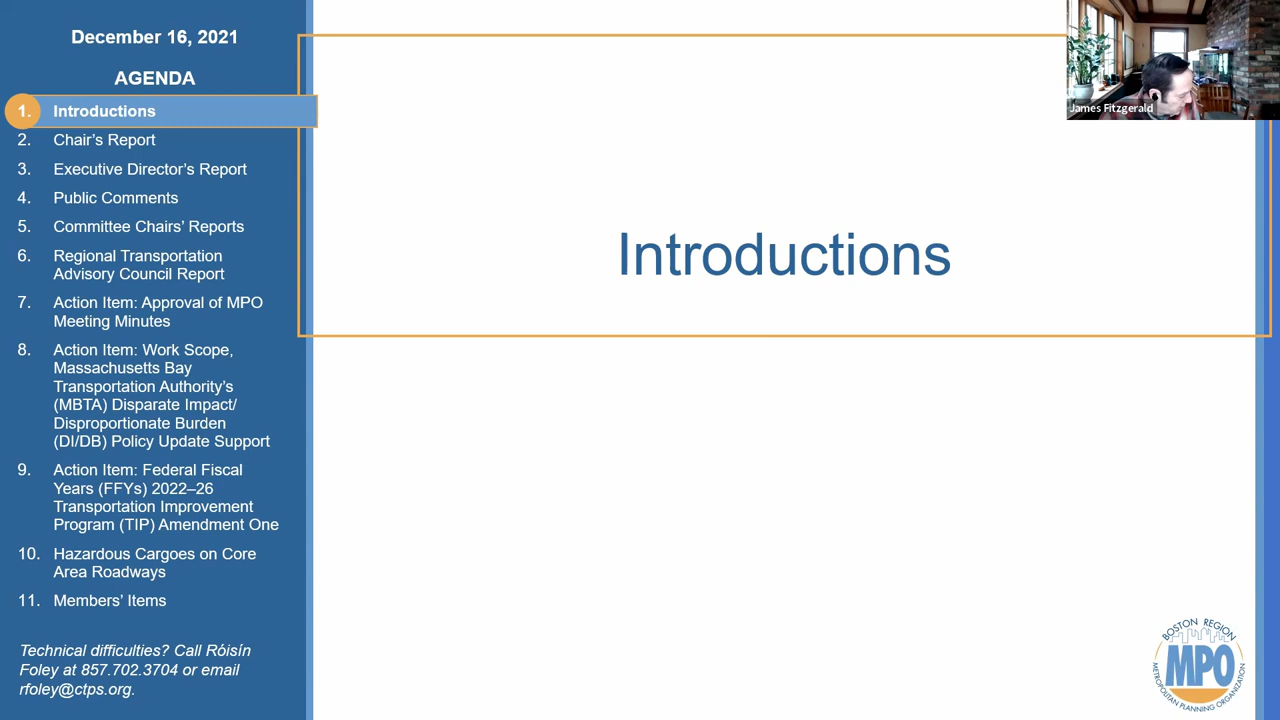 December 16, 2021
AGENDA
1. Introductions
2. Chair's Report
3. Executive Director's Report
4. Public Comments
5. Committee Chairs' Reports
6. Regional Transportation
Advisory Council Report
7. Action Item: Approval of MPO
Meeting Minutes
8. Action Item: Work Scope,
Massachusetts Bay
Transportation Authority's
(MBTA) Disparate Impact/
Disproportionate Burden
(DI/DB) Policy Update Support
9. Action Item: Federal Fiscal
Years (FFYs) 2022–26
Transportation Improvement
Program (TIP) Amendment One
10. Hazardous Cargoes on Core
Area Roadways
11. Members' Items
Technical difficulties? Call Róisín
Foley at 857.702.3704 or email
rfoley@ctps.org.
Introductions
James Fitzgerald
BOSTON REGION
MPO
METROPOLITAN PLANNING ORGANIZATION